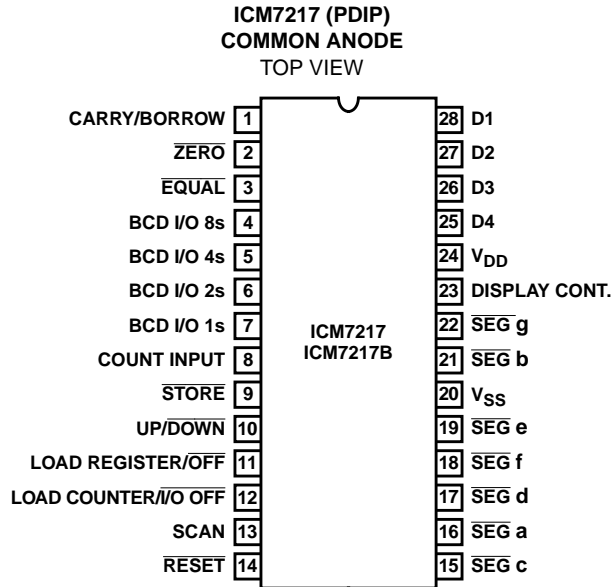 ICM7217 (PDIP)
COMMON ANODE
TOP VIEW
CARRY/BORROW 1
ZERO 2
EQUAL 3
BCD I/O 8s 4
BCD I/O 4s 5
BCD I/O 2s 6
BCD I/O 1s 7
COUNT INPUT 8
STORE 9
UP/DOWN 10
LOAD REGISTER/OFF 11
LOAD COUNTER/I/O OFF 12
SCAN 13
RESET 14
ICM7217
ICM7217B
28 D1
27 D2
26 D3
25 D4
24 VDD
23 DISPLAY CONT.
22 SEG g
21 SEG b
20 VSS
19 SEG e
18 SEG f
17 SEG d
16 SEG a
15 SEG c